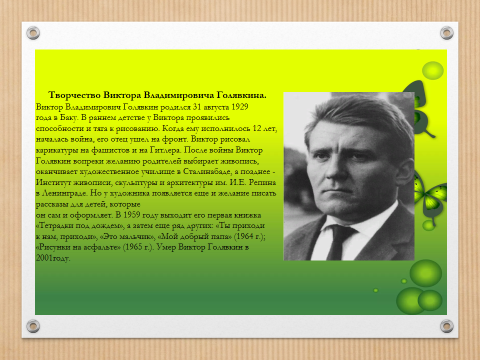 Творчество Виктора Владимировича Голявкина.
Виктор Владимирович Голявкин родился 31 августа 1929
года в Баку. В раннем детстве у Виктора проявились
способности и тяга к рисованию. Когда ему исполнилось 12 лет,
началась война, его отец ушел на фронт. Виктор рисовал
карикатуры на фашистов и на Гитлера. После войны Виктор
Голявкин вопреки желанию родителей выбирает живопись,
оканчивает художественное училище в Сталинабаде, а позднее -
Институт живописи, скульптуры и архитектуры им. И.Е. Репина
в Ленинграде. Но у художника появляется еще и желание писать
рассказы для детей, которые
он сам и оформляет. В 1959 году выходит его первая книжка
«Тетрадки под дождем», а затем еще ряд других: «Ты приходи
к нам, приходи», «Это мальчик», «Мой добрый папа» (1964 г.);
«Рисунки на асфальте» (1965 г.). Умер Виктор Голявкин в
2001году.